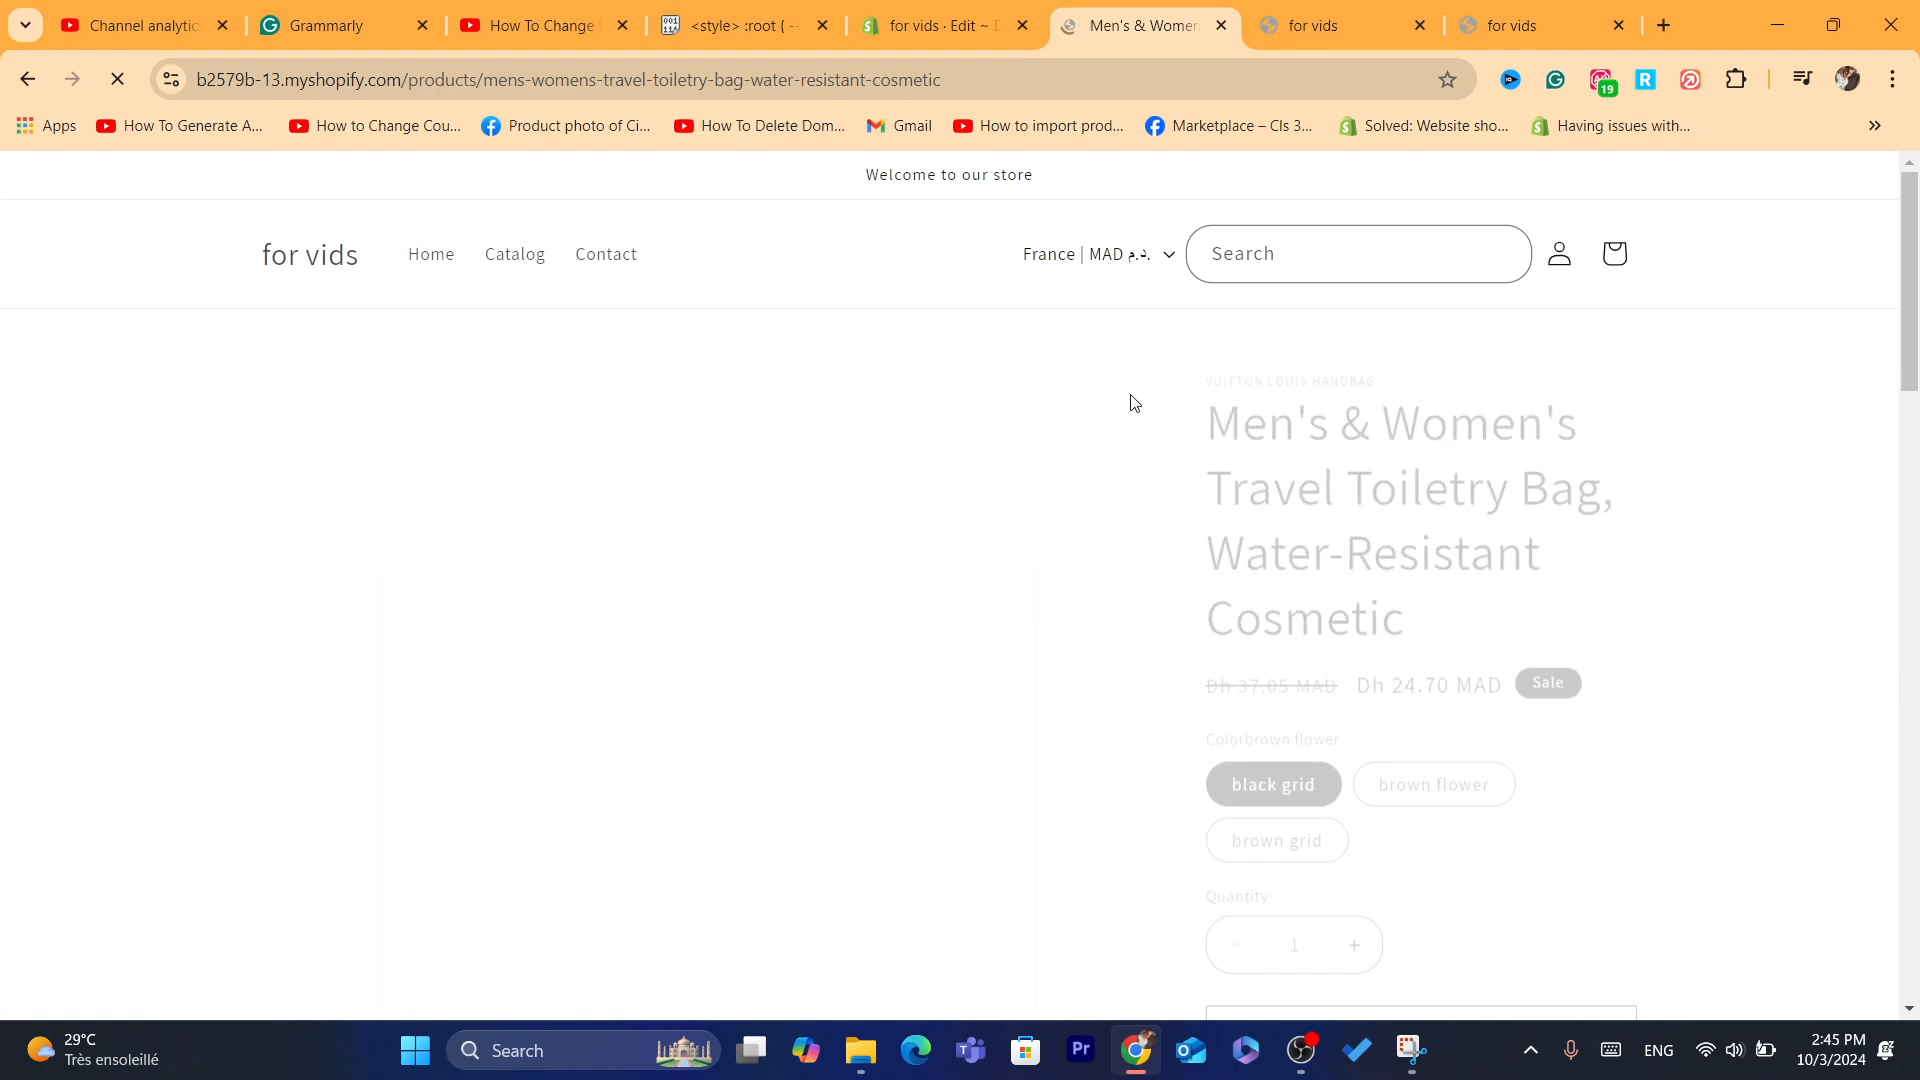 Channel analytics
Grammarly
How To Change
<style> :root { --
for vids · Edit ~
Men's & Women
for vids
for vids
b2579b-13.myshopify.com/products/mens-womens-travel-toiletry-bag-water-resistant-cosmetic
19
Apps
How To Generate A...
How to Change Cou...
Product photo of Ci...
How To Delete Dom...
Gmail
How to import prod...
Marketplace – Cls 3...
Solved: Website sho...
Having issues with...
»
Welcome to our store
for vids
Home
Catalog
Contact
France | MAD د.م.
Search
VUITTON LOUIS HANDBAG
Men's & Women's
Travel Toiletry Bag,
Water-Resistant
Cosmetic
Dh 37.05 MAD
Dh 24.70 MAD
Sale
Colorbrown flower
black grid
brown flower
brown grid
Quantity
− 1 +
29°C
Très ensoleillé
Search
Pr
ENG
2:45 PM
10/3/2024